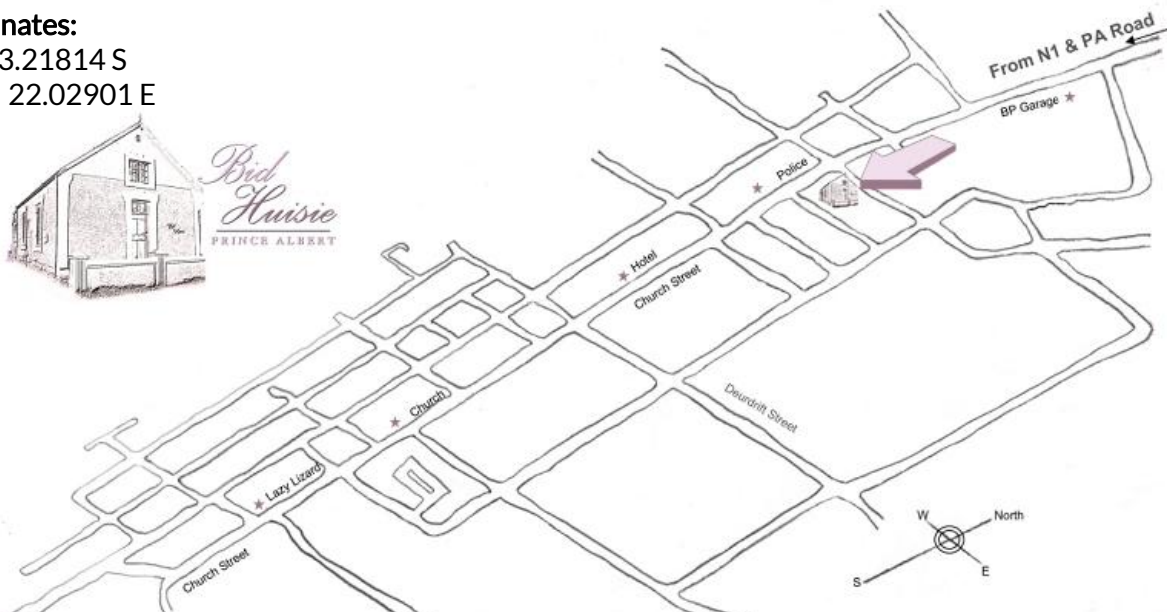 nates:
3.21814 S
22.02901 E
Bid
Huisie
PRINCE ALBERT
From N1 & PA Road
BP Garage
Police
Hotel
Church Street
Deurdrift Street
Church
Lazy Lizard
Church Street
W
North
S
E